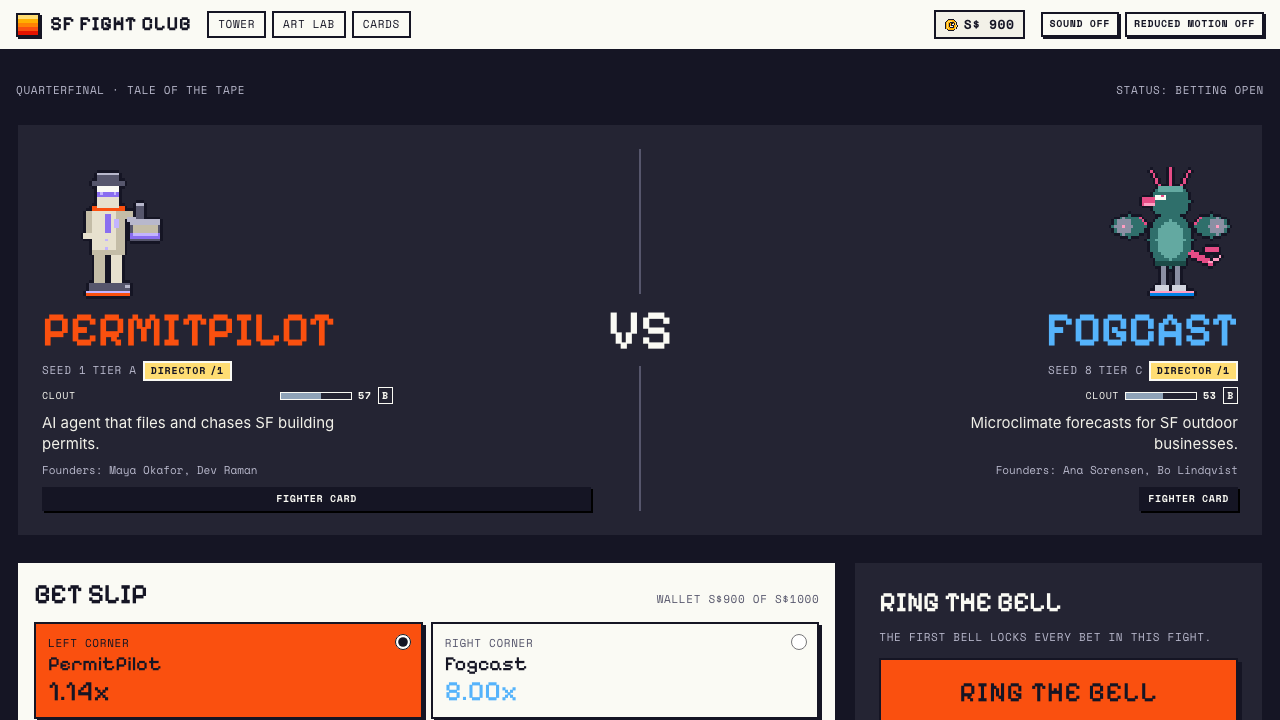 SF FIGHT CLUB
TOWER
ART LAB
CARDS
S$ 900
SOUND OFF
REDUCED MOTION OFF
QUARTERFINAL · TALE OF THE TAPE
STATUS: BETTING OPEN
PERMITPILOT
SEED 1 TIER A DIRECTOR /1
CLOUT 57 B
AI agent that files and chases SF building
permits.
Founders: Maya Okafor, Dev Raman
FIGHTER CARD
VS
FOGCAST
SEED 8 TIER C DIRECTOR /1
CLOUT 53 B
Microclimate forecasts for SF outdoor
businesses.
Founders: Ana Sorensen, Bo Lindqvist
FIGHTER CARD
BET SLIP
WALLET S$900 OF S$1000
LEFT CORNER
PermitPilot
1.14x
RIGHT CORNER
Fogcast
8.00x
RING THE BELL
THE FIRST BELL LOCKS EVERY BET IN THIS FIGHT.
RING THE BELL